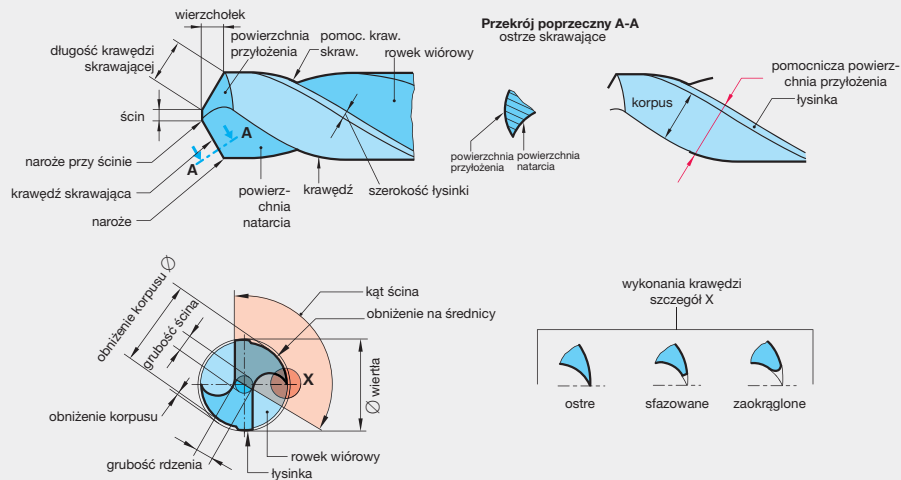 wierzchołek
długość krawędzi
skrawającej
powierzchnia
przyłożenia
pomoc. kraw.
skraw.
rowek wiórowy
ścin
A
A
naroże przy ścinie
krawędź skrawająca
naroże
powierz-
chnia
natarcia
krawędź
szerokość łysinki
Przekrój poprzeczny A-A
ostrze skrawające
powierzchnia
przyłożenia
powierzchnia
natarcia
korpus
pomocnicza powierz-
chnia przyłożenia
łysinka
obniżenie korpusu ∅
grubość ścina
obniżenie korpusu
grubość rdzenia
kąt ścina
obniżenie na średnicy
X
∅ wiertła
rowek wiórowy
łysinka
wykonania krawędzi
szczegół X
ostre
sfazowane
zaokrąglone